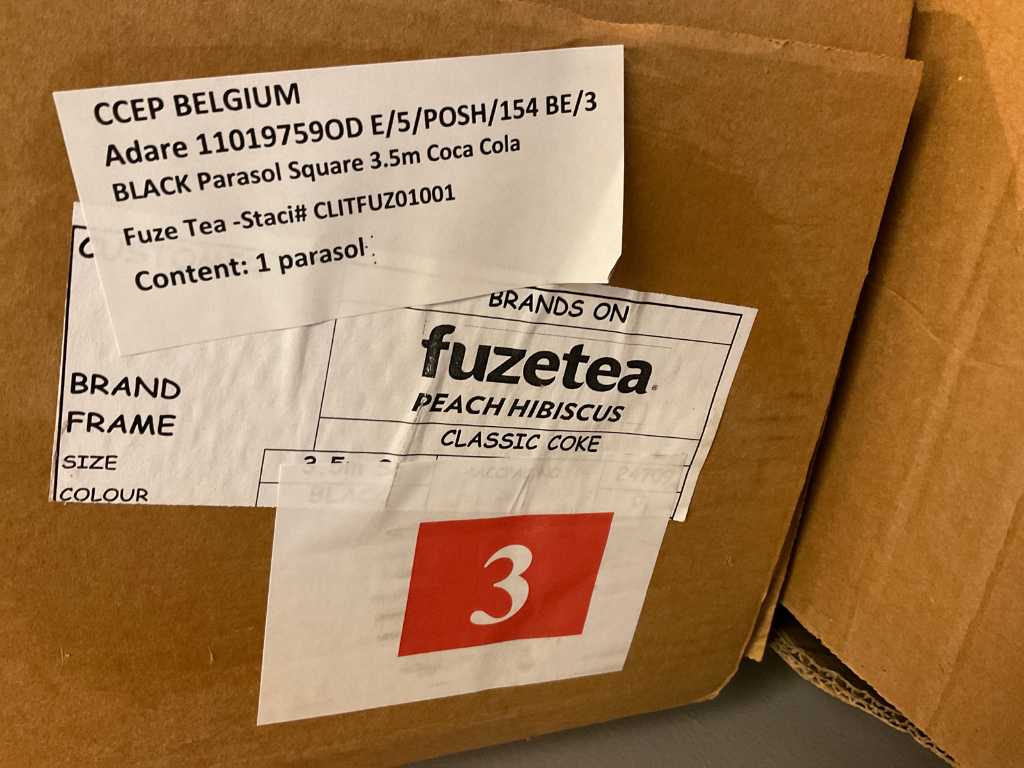 CCEP BELGIUM
Adare 11019759OD E/5/POSH/154 BE/3
BLACK Parasol Square 3.5m Coca Cola
Fuze Tea -Staci# CLITFUZ01001
Content: 1 parasol
BRANDS ON
fuzetea
PEACH HIBISCUS
CLASSIC COKE
BRAND
FRAME
SIZE
COLOUR
3